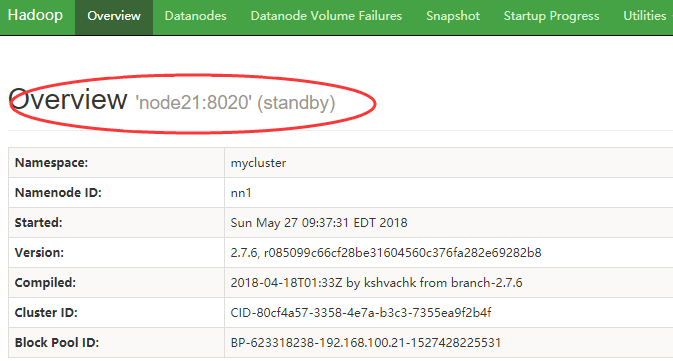 Hadoop Overview Datanodes Datanode Volume Failures Snapshot Startup Progress Utilities
Overview 'node21:8020' (standby)
Namespace: mycluster
Namenode ID: nn1
Started: Sun May 27 09:37:31 EDT 2018
Version: 2.7.6, r085099c66cf28be31604560c376fa282e69282b8
Compiled: 2018-04-18T01:33Z by kshvachk from branch-2.7.6
Cluster ID: CID-80cf4a57-3358-4e7a-b3c3-7355ea9f2b4f
Block Pool ID: BP-623318238-192.168.100.21-1527428225531